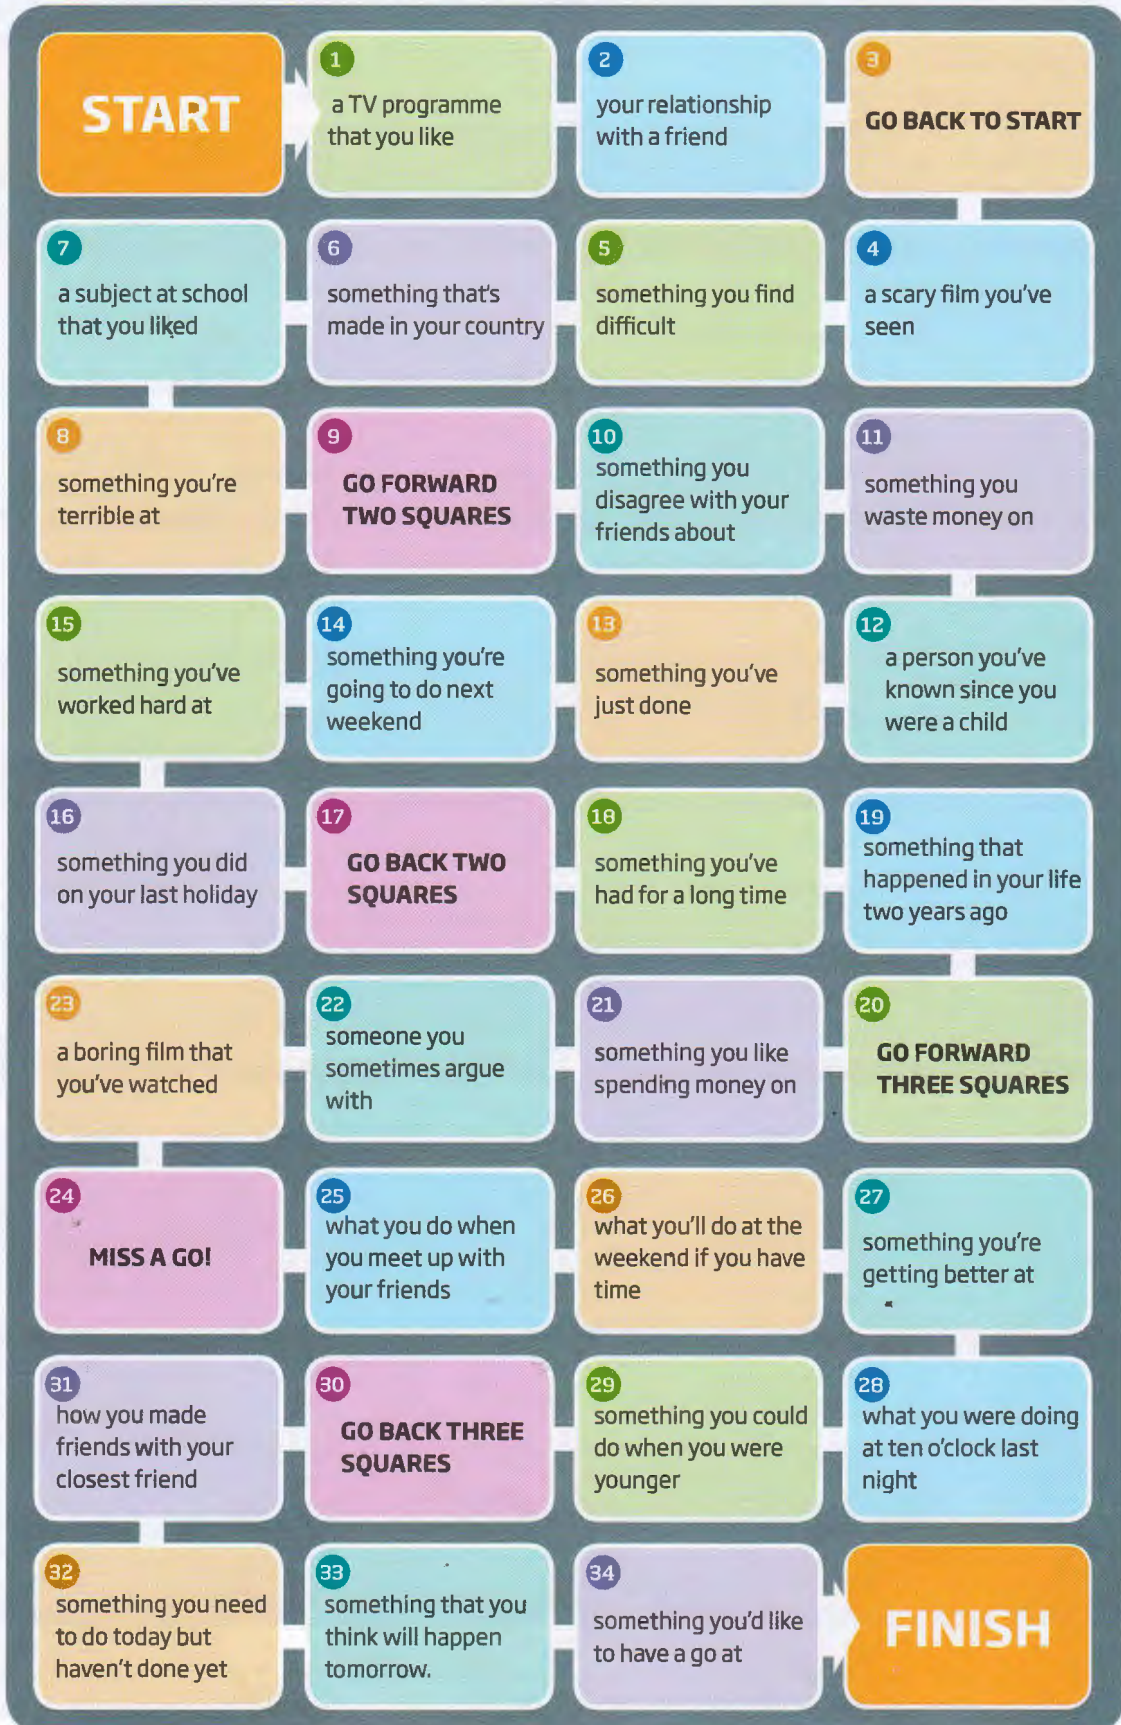 START
1
a TV programme
that you like
2
your relationship
with a friend
3
GO BACK TO START
4
a scary film you've
seen
5
something you find
difficult
6
something that's
made in your country
7
a subject at school
that you liked
8
something you're
terrible at
9
GO FORWARD
TWO SQUARES
10
something you
disagree with your
friends about
11
something you
waste money on
12
a person you've
known since you
were a child
13
something you've
just done
14
something you're
going to do next
weekend
15
something you've
worked hard at
16
something you did
on your last holiday
17
GO BACK TWO
SQUARES
18
something you've
had for a long time
19
something that
happened in your life
two years ago
20
GO FORWARD
THREE SQUARES
21
something you like
spending money on
22
someone you
sometimes argue
with
23
a boring film that
you've watched
24
MISS A GO!
25
what you do when
you meet up with
your friends
26
what you'll do at the
weekend if you have
time
27
something you're
getting better at
28
what you were doing
at ten o'clock last
night
29
something you could
do when you were
younger
30
GO BACK THREE
SQUARES
31
how you made
friends with your
closest friend
32
something you need
to do today but
haven't done yet
33
something that you
think will happen
tomorrow.
34
something you'd like
to have a go at
FINISH